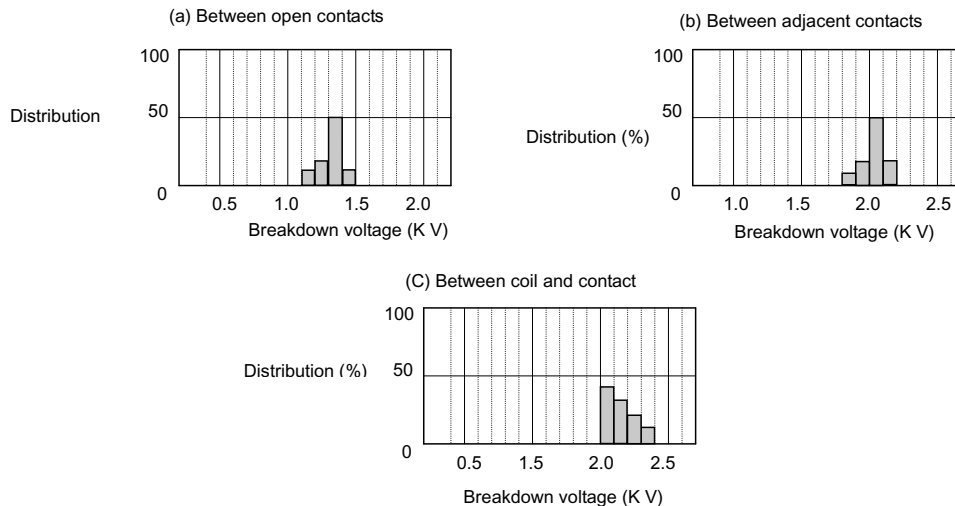 (a) Between open contacts
100
Distribution
50
0
0.5 1.0 1.5 2.0
Breakdown voltage (K V)
(b) Between adjacent contacts
100
Distribution (%)
50
0
1.0 1.5 2.0 2.5
Breakdown voltage (K V)
(C) Between coil and contact
100
Distribution (%)
50
0
0.5 1.5 2.0 2.5
Breakdown voltage (K V)